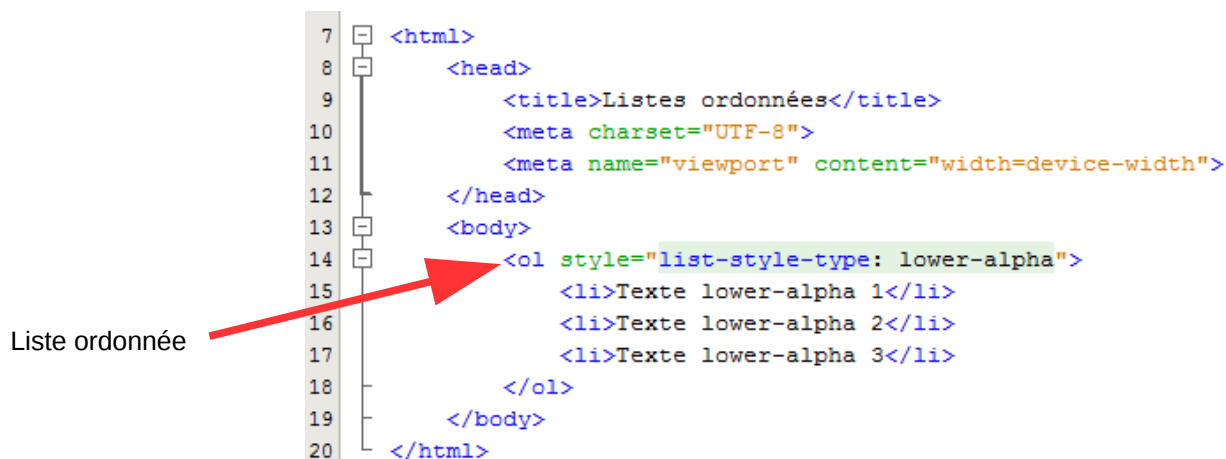 7 <html>
8 <head>
9 <title>Listes ordonnées</title>
10 <meta charset="UTF-8">
11 <meta name="viewport" content="width=device-width">
12 </head>
13 <body>
14 <ol style="list-style-type: lower-alpha">
15 <li>Texte lower-alpha 1</li>
16 <li>Texte lower-alpha 2</li>
Liste ordonnée
17 <li>Texte lower-alpha 3</li>
18 </ol>
19 </body>
20 </html>